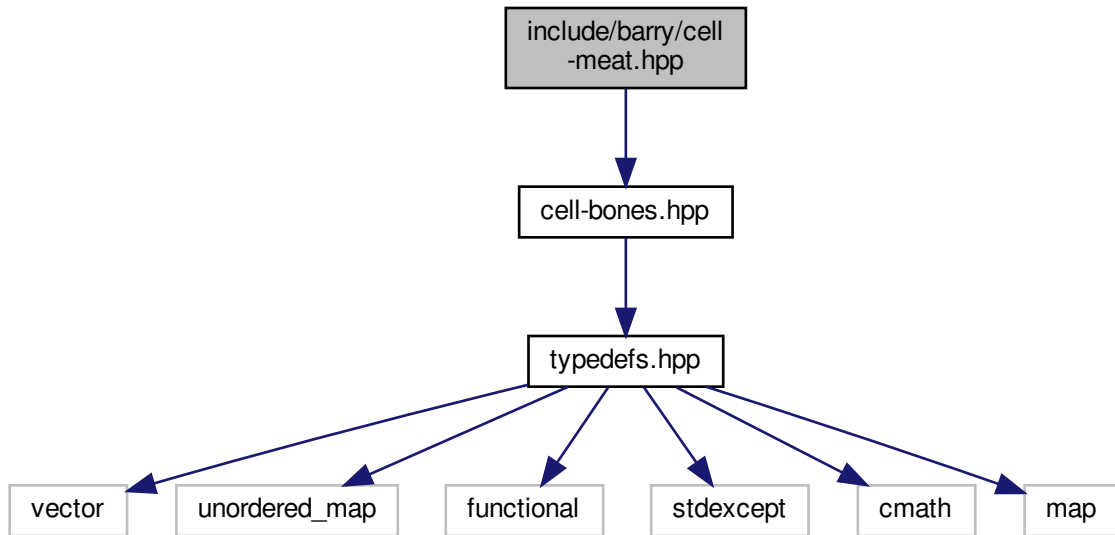 include/barry/cell
-meat.hpp
cell-bones.hpp
typedefs.hpp
vector
unordered_map
functional
stdexcept
cmath
map